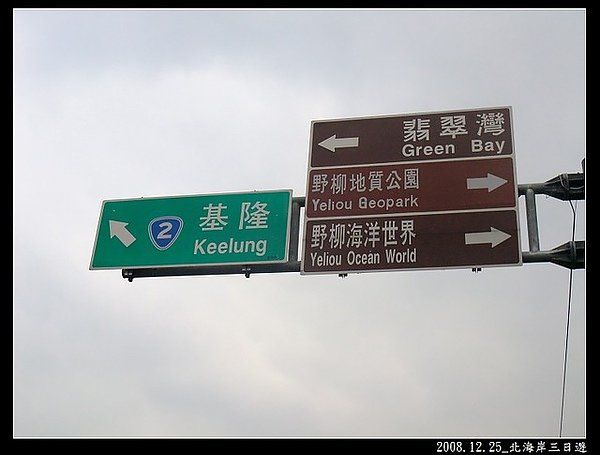 翡翠灣
Green Bay
野柳地質公園
Yeliou Geopark
野柳海洋世界
Yeliou Ocean World
2
基隆
Keelung
2008.12.25_北海岸三日遊